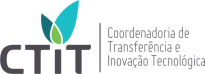 CTIT
Coordenadoria de
Transferência e
Inovação Tecnológica